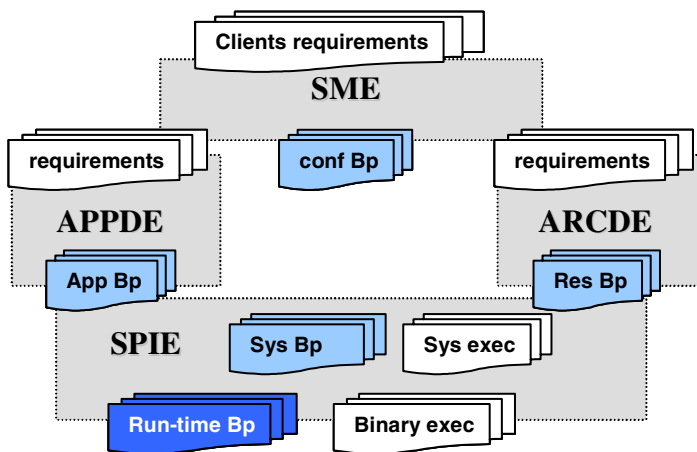 Clients requirements
SME
requirements
conf Bp
requirements
APPDE
ARCDE
App Bp
Res Bp
SPIE
Sys Bp
Sys exec
Run-time Bp
Binary exec